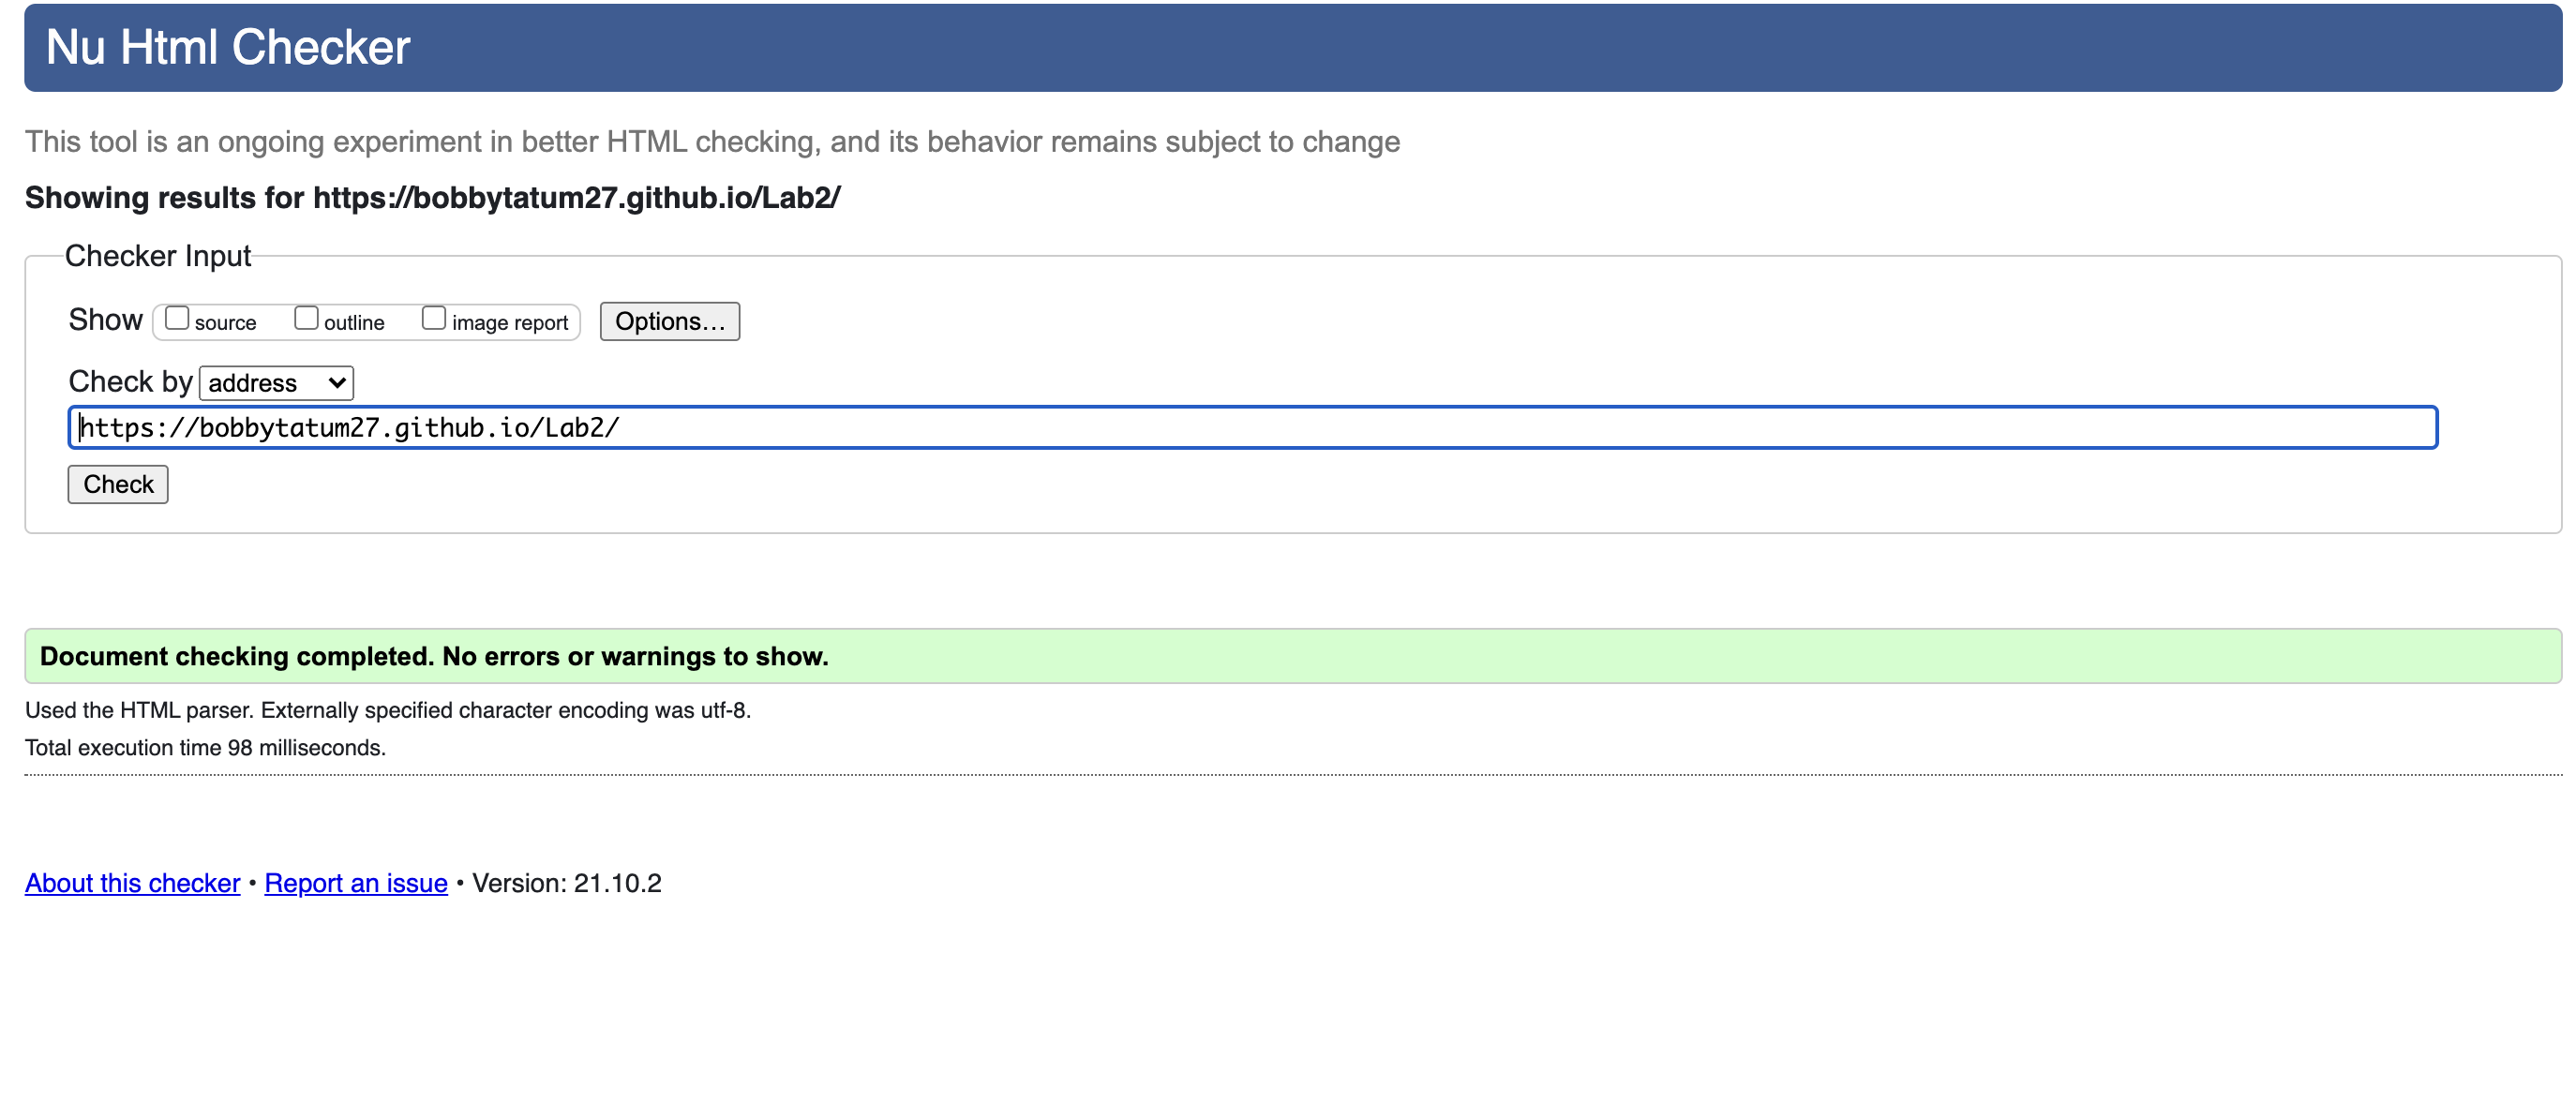 Nu Html Checker
This tool is an ongoing experiment in better HTML checking, and its behavior remains subject to change
Showing results for https://bobbytatum27.github.io/Lab2/
Checker Input
Show source outline image report Options...
Check by address
https://bobbytatum27.github.io/Lab2/
Check
Document checking completed. No errors or warnings to show.
Used the HTML parser. Externally specified character encoding was utf-8.
Total execution time 98 milliseconds.
About this checker • Report an issue • Version: 21.10.2